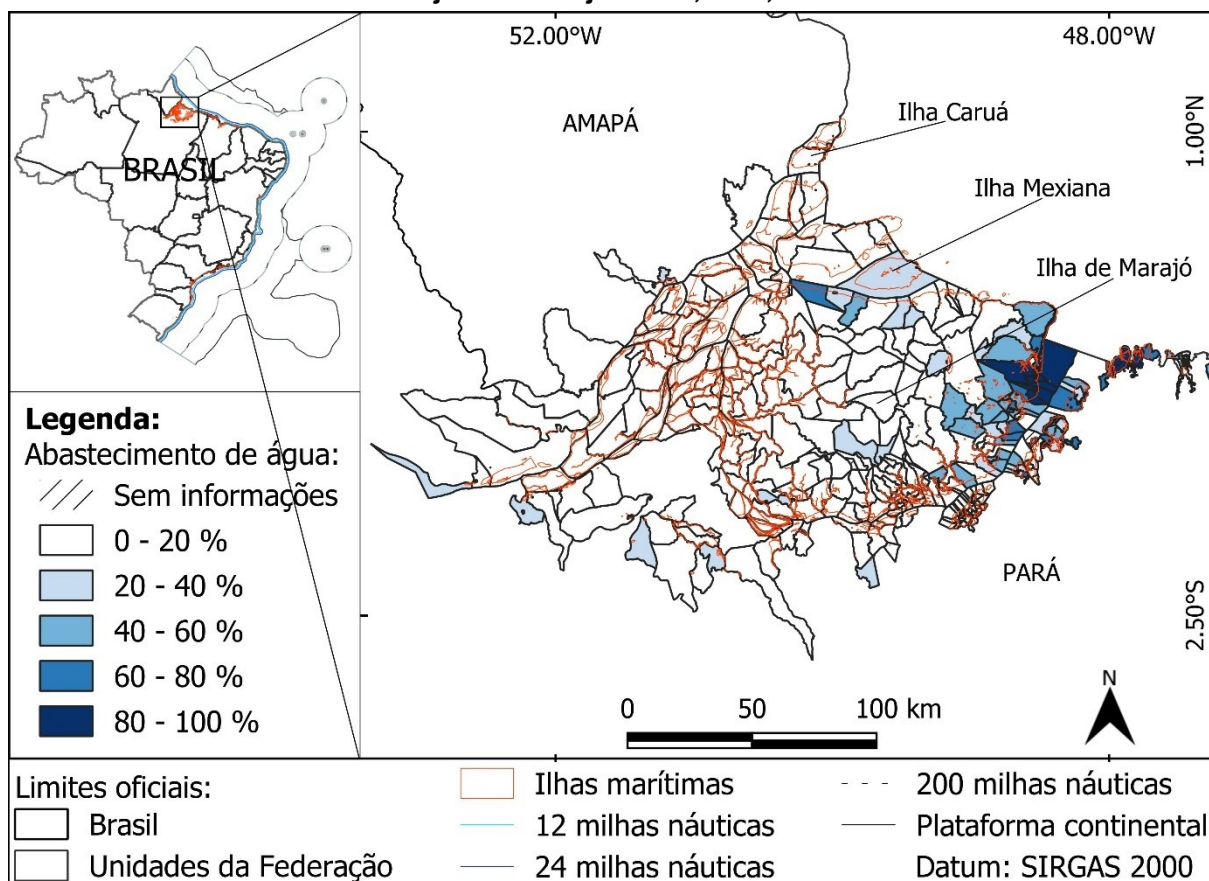 52.00°W
48.00°W
1.00°N
2.50°S
AMAPÁ
Ilha Caruá
Ilha Mexiana
Ilha de Marajó
PARÁ
BRASIL
Legenda:
Abastecimento de água:
Sem informações
0 - 20 %
20 - 40 %
40 - 60 %
60 - 80 %
80 - 100 %
0 50 100 km
N
Limites oficiais:
Brasil
Unidades da Federação
Ilhas marítimas
12 milhas náuticas
24 milhas náuticas
200 milhas náuticas
Plataforma continental
Datum: SIRGAS 2000